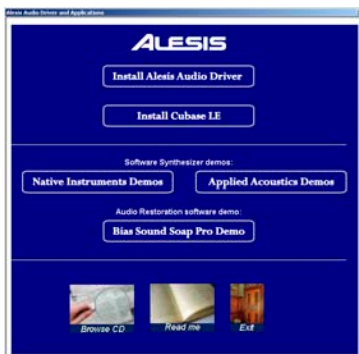 Alesis Audio Driver and Applications
ALESIS
Install Alesis Audio Driver
Install Cubase LE
Software Synthesizer demos:
Native Instruments Demos
Applied Acoustics Demos
Audio Restoration software demo:
Bias Sound Soap Pro Demo
Browse CD
Read me
Exit